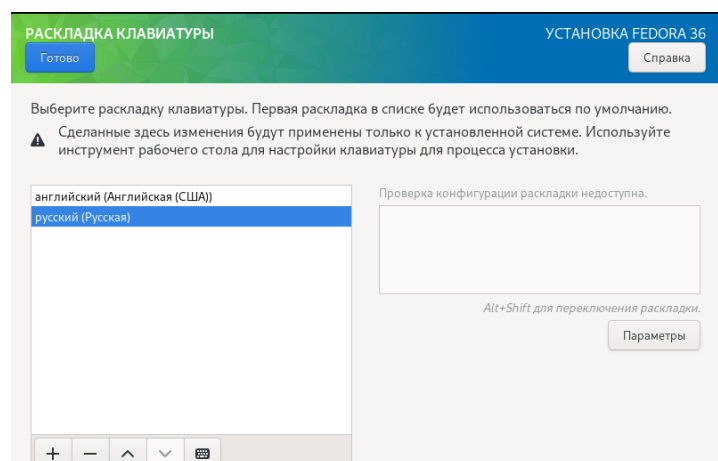 РАСКЛАДКА КЛАВИАТУРЫ
УСТАНОВКА FEDORA 36
Готово
Справка
Выберите раскладку клавиатуры. Первая раскладка в списке будет использоваться по умолчанию.
Сделанные здесь изменения будут применены только к установленной системе. Используйте
инструмент рабочего стола для настройки клавиатуры для процесса установки.
английский (Английская (США))
русский (Русская)
Проверка конфигурации раскладки недоступна.
Alt+Shift для переключения раскладки.
Параметры